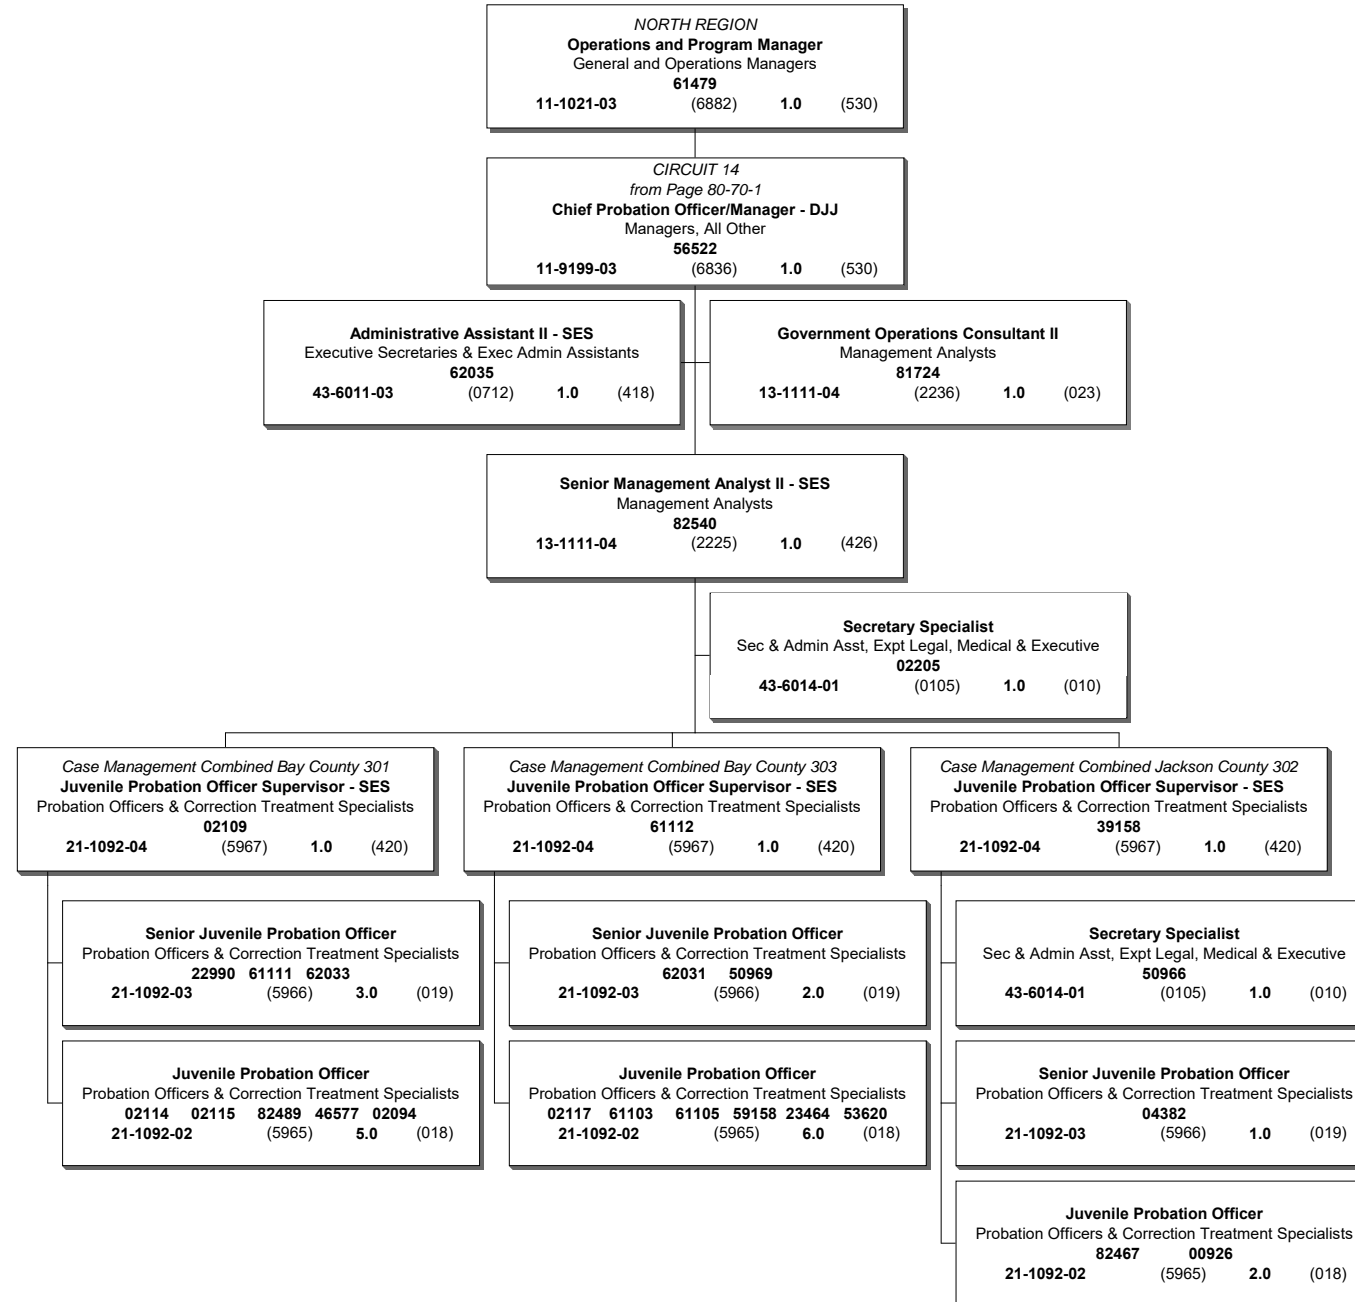 NORTH REGION
Operations and Program Manager
General and Operations Managers
61479
11-1021-03 (6882) 1.0 (530)
CIRCUIT 14
from Page 80-70-1
Chief Probation Officer/Manager - DJJ
Managers, All Other
56522
11-9199-03 (6836) 1.0 (530)
Administrative Assistant II - SES
Executive Secretaries & Exec Admin Assistants
62035
43-6011-03 (0712) 1.0 (418)
Government Operations Consultant II
Management Analysts
81724
13-1111-04 (2236) 1.0 (023)
Senior Management Analyst II - SES
Management Analysts
82540
13-1111-04 (2225) 1.0 (426)
Secretary Specialist
Sec & Admin Asst, Expt Legal, Medical & Executive
02205
43-6014-01 (0105) 1.0 (010)
Case Management Combined Bay County 301
Juvenile Probation Officer Supervisor - SES
Probation Officers & Correction Treatment Specialists
02109
21-1092-04 (5967) 1.0 (420)
Senior Juvenile Probation Officer
Probation Officers & Correction Treatment Specialists
22990 61111 62033
21-1092-03 (5966) 3.0 (019)
Juvenile Probation Officer
Probation Officers & Correction Treatment Specialists
02114 02115 82489 46577 02094
21-1092-02 (5965) 5.0 (018)
Case Management Combined Bay County 303
Juvenile Probation Officer Supervisor - SES
Probation Officers & Correction Treatment Specialists
61112
21-1092-04 (5967) 1.0 (420)
Senior Juvenile Probation Officer
Probation Officers & Correction Treatment Specialists
62031 50969
21-1092-03 (5966) 2.0 (019)
Juvenile Probation Officer
Probation Officers & Correction Treatment Specialists
02117 61103 61105 59158 23464 53620
21-1092-02 (5965) 6.0 (018)
Case Management Combined Jackson County 302
Juvenile Probation Officer Supervisor - SES
Probation Officers & Correction Treatment Specialists
39158
21-1092-04 (5967) 1.0 (420)
Secretary Specialist
Sec & Admin Asst, Expt Legal, Medical & Executive
50966
43-6014-01 (0105) 1.0 (010)
Senior Juvenile Probation Officer
Probation Officers & Correction Treatment Specialists
04382
21-1092-03 (5966) 1.0 (019)
Juvenile Probation Officer
Probation Officers & Correction Treatment Specialists
82467 00926
21-1092-02 (5965) 2.0 (018)